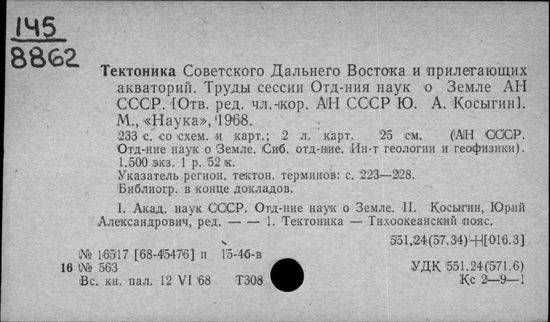 145
8862
Тектоника Советского Дальнего Востока и прилегающих
акваторий. Труды сессии Отд-ния наук о Земле АН
СССР. [Отв. ред. чл.-кор. АН СССР Ю. А. Косыгин].
М., «Наука», 1968.
233 с. со схем. и карт.; 2 л. карт. 25 см. (АН СССР.
Отд-ние наук о Земле. Сиб. отд-ние. Ин-т геологии и геофизики).
1.500 экз. 1 р. 52 к.
Указатель регион. тектон. терминов: с. 223—228.
Библиогр. в конце докладов.
I. Акад. наук СССР. Отд-ние наук о Земле. II. Косыгин, Юрий
Александрович, ред. — — 1. Тектоника — Тихоокеанский пояс.
551,24(57.34)+[016.3]
№ 16517 [68-45476] п 15-4б-в
16 № 563 УДК 551.24(571.6)
Вс. кн. пал. 12 VI 68 Т308 Кс 2—9—1